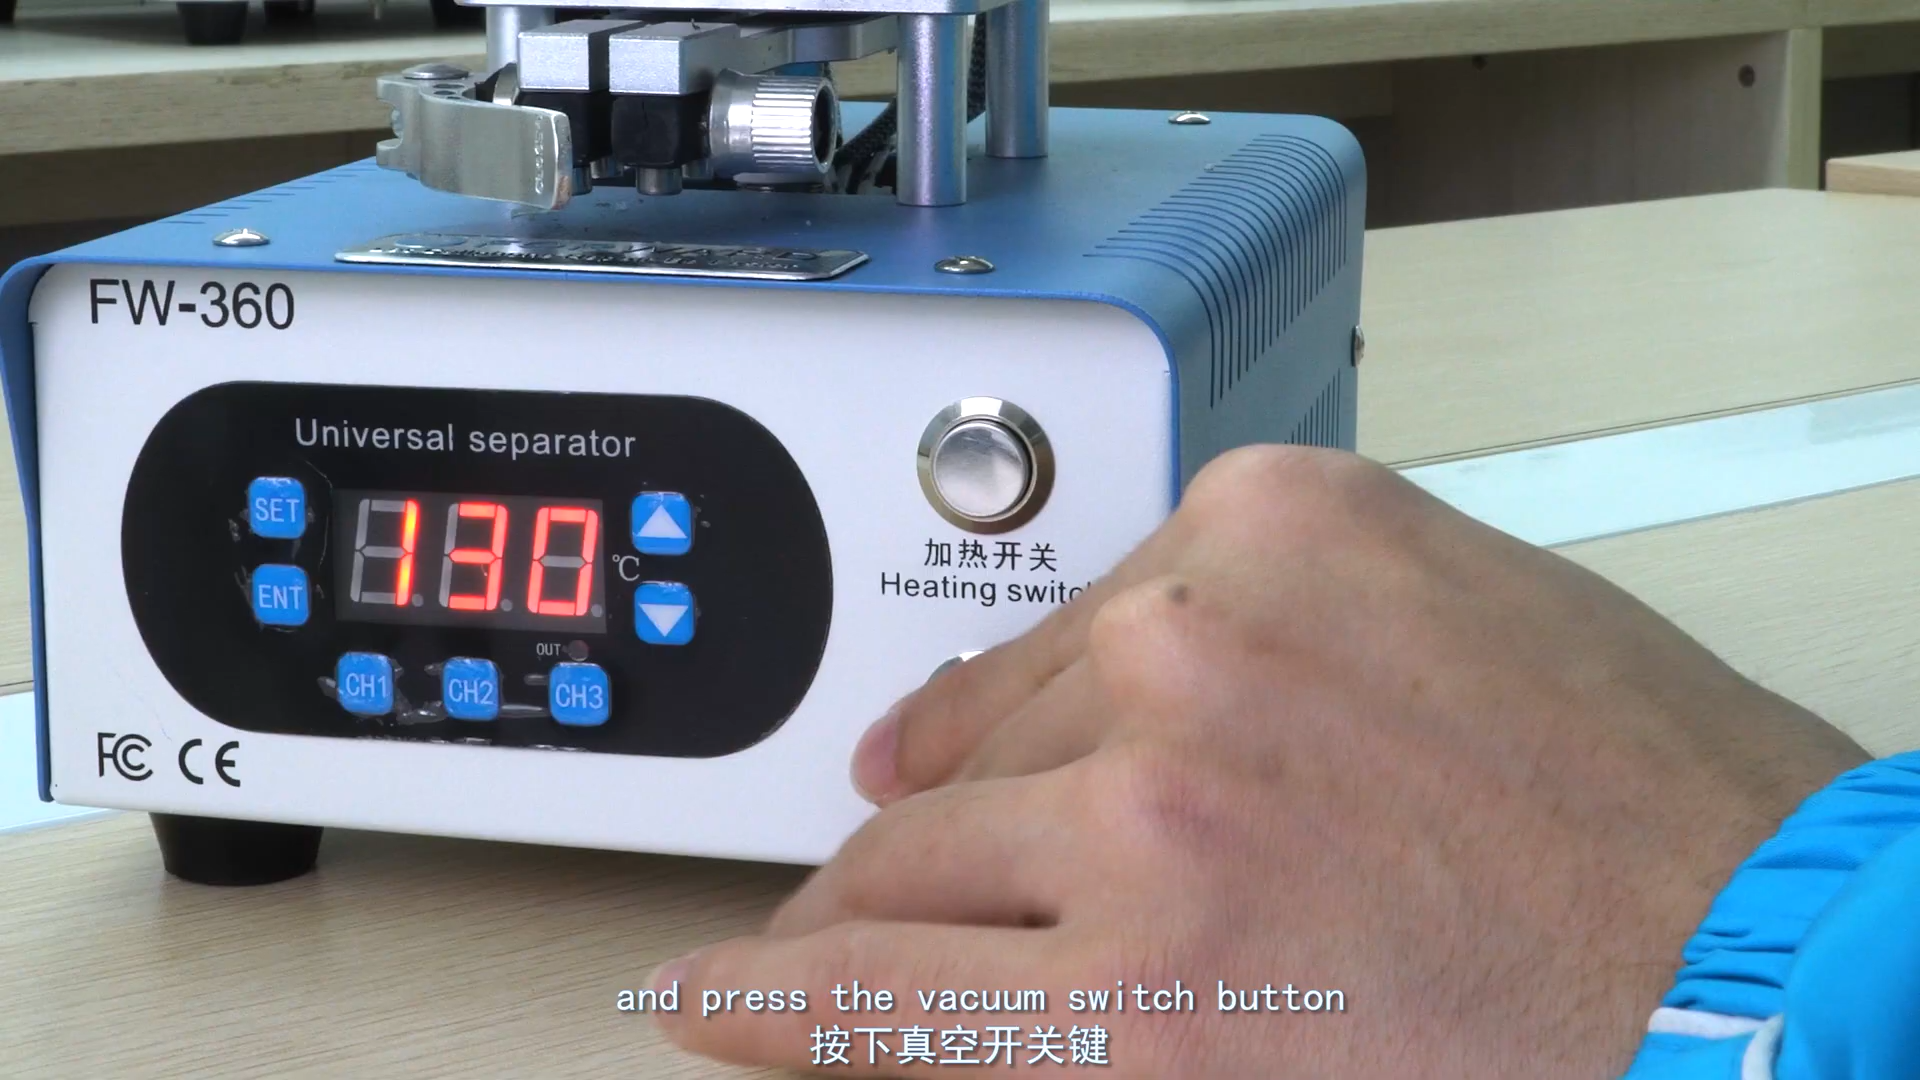 FW-360
Universal separator
SET
130
℃
ENT
OUT
CH1
CH2
CH3
加热开关
Heating switch
FC CE
and press the vacuum switch button
按下真空开关键